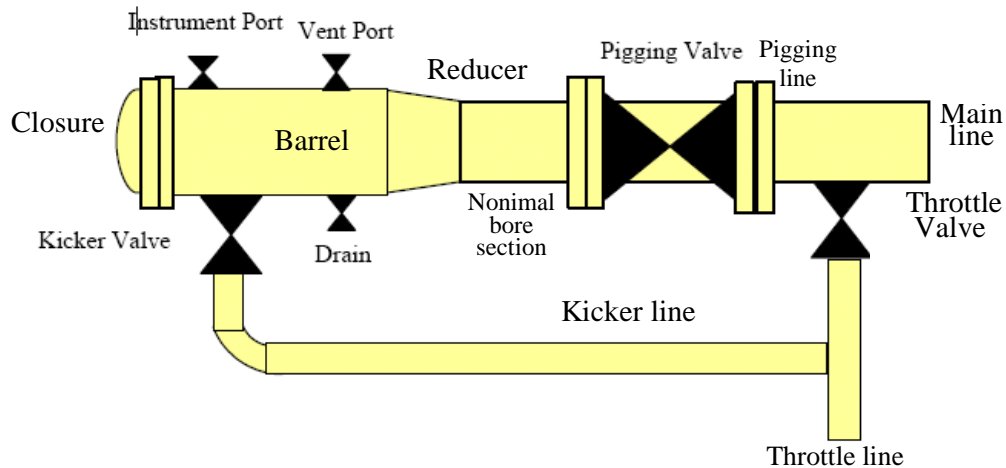 Instrument Port
Vent Port
Reducer
Pigging Valve
Pigging
line
Closure
Barrel
Main
line
Nonimal
bore
section
Throttle
Valve
Kicker Valve
Drain
Kicker line
Throttle line